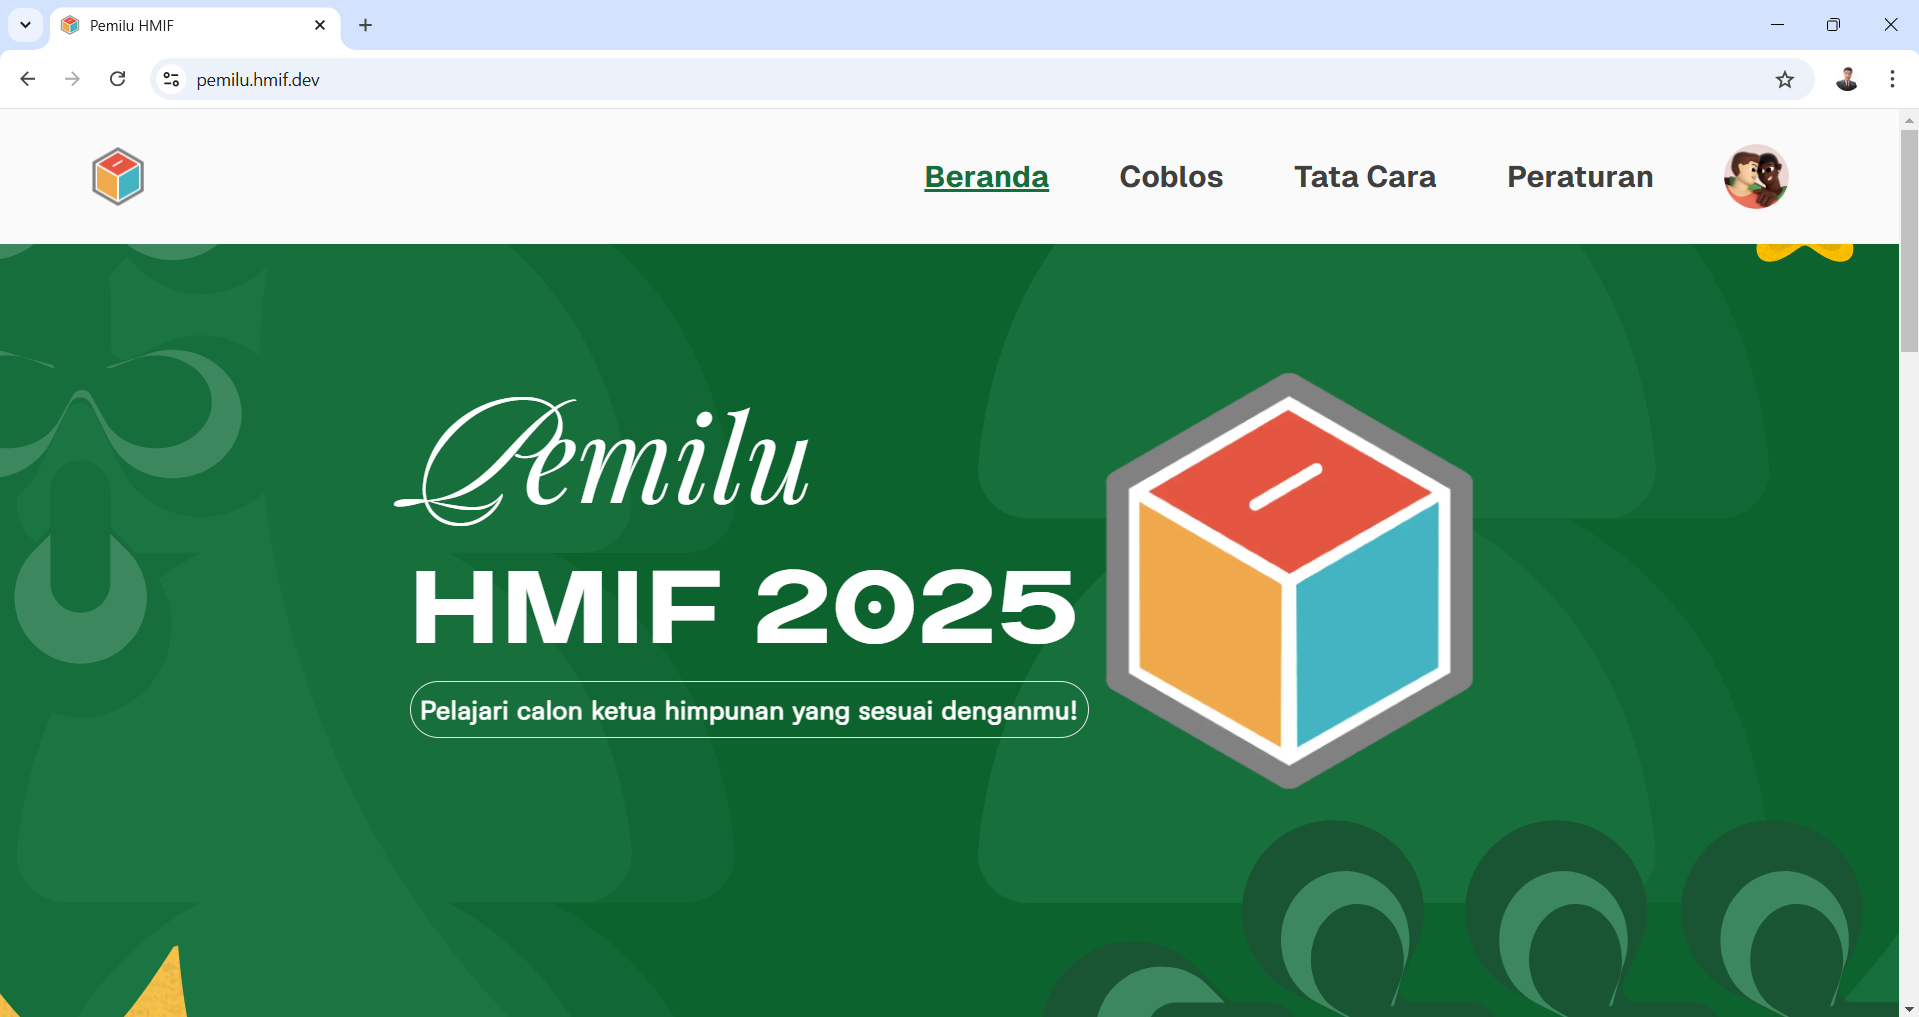 Pemilu HMIF
pemilu.hmif.dev
Beranda
Coblos
Tata Cara
Peraturan
Pemilu
HMIF 2025
Pelajari calon ketua himpunan yang sesuai denganmu!